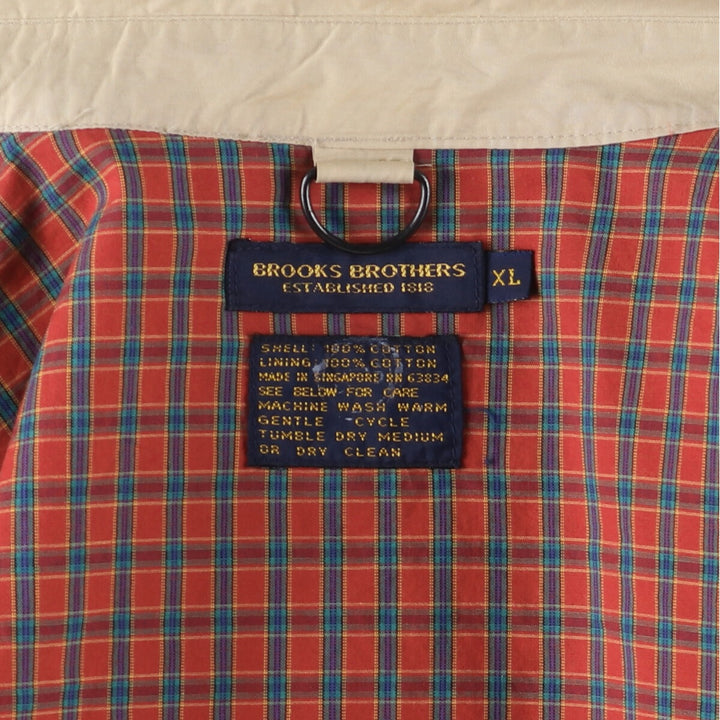 BROOKS BROTHERS
ESTABLISHED 1818
XL
SHELL: 100% COTTON
LINING: 100% COTTON
MADE IN SINGAPORE RN 63834
SEE BELOW FOR CARE
MACHINE WASH WARM
GENTLE CYCLE
TUMBLE DRY MEDIUM
OR DRY CLEAN